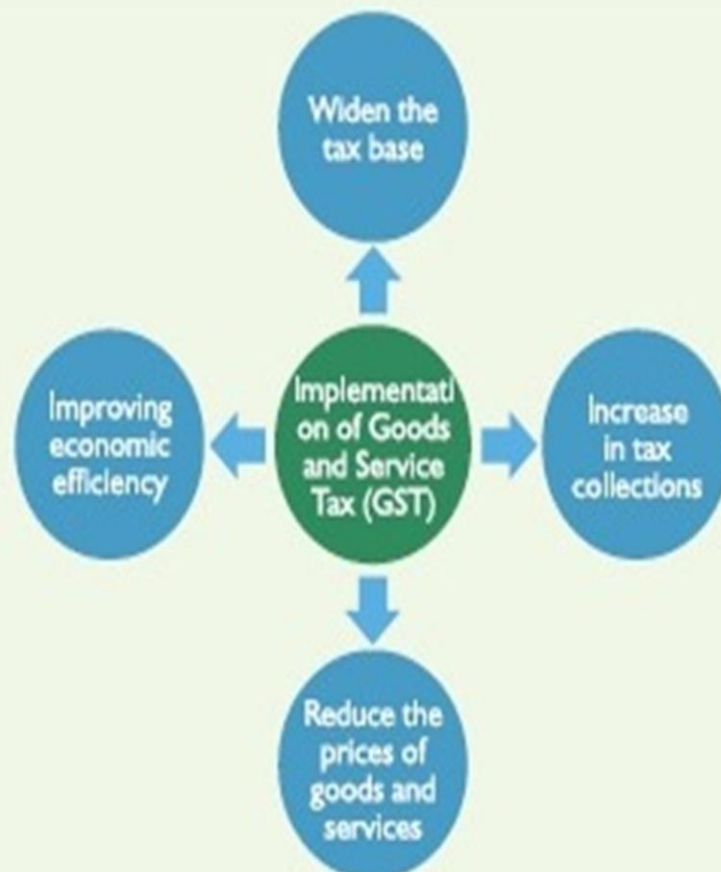 Widen the
tax base
Improving
economic
efficiency
Implementati
on of Goods
and Service
Tax (GST)
Increase
in tax
collections
Reduce the
prices of
goods and
services